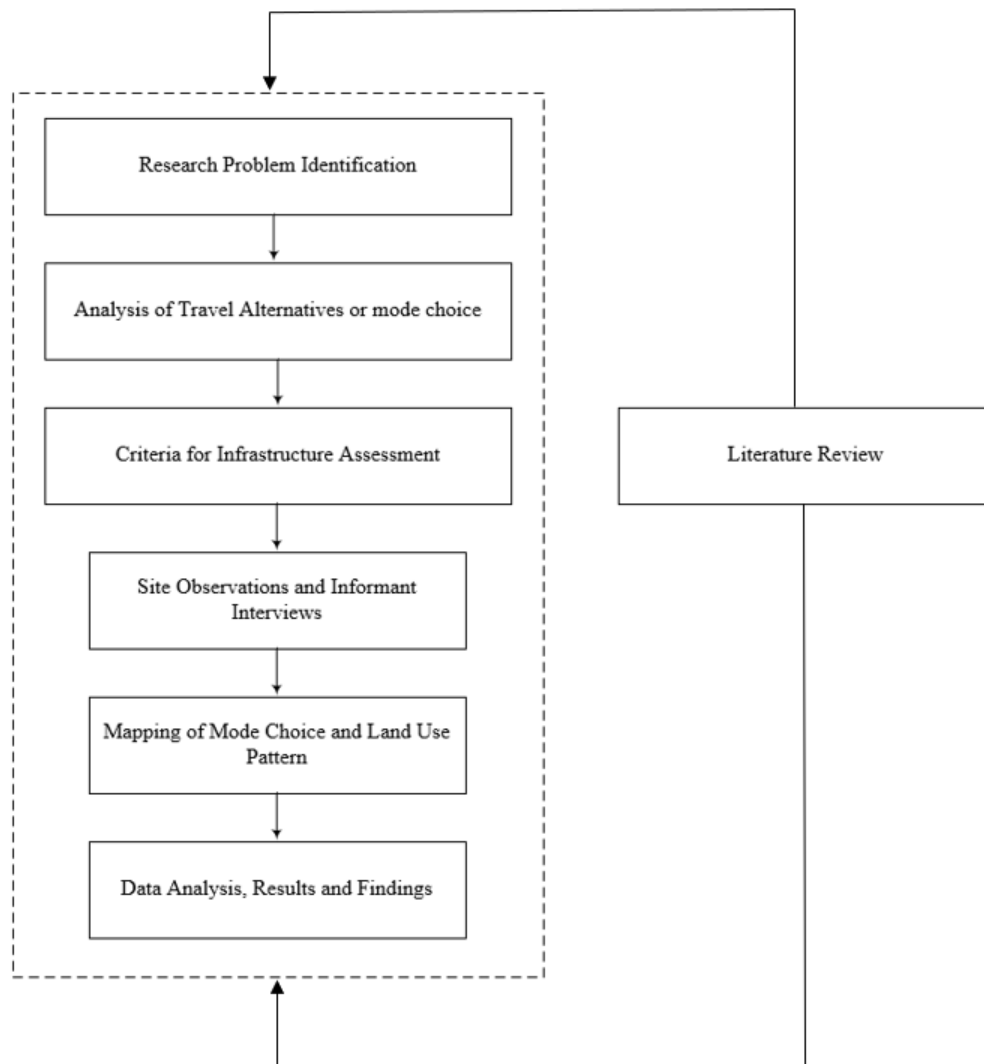 Research Problem Identification
Analysis of Travel Alternatives or mode choice
Criteria for Infrastructure Assessment
Literature Review
Site Observations and Informant
Interviews
Mapping of Mode Choice and Land Use
Pattern
Data Analysis, Results and Findings